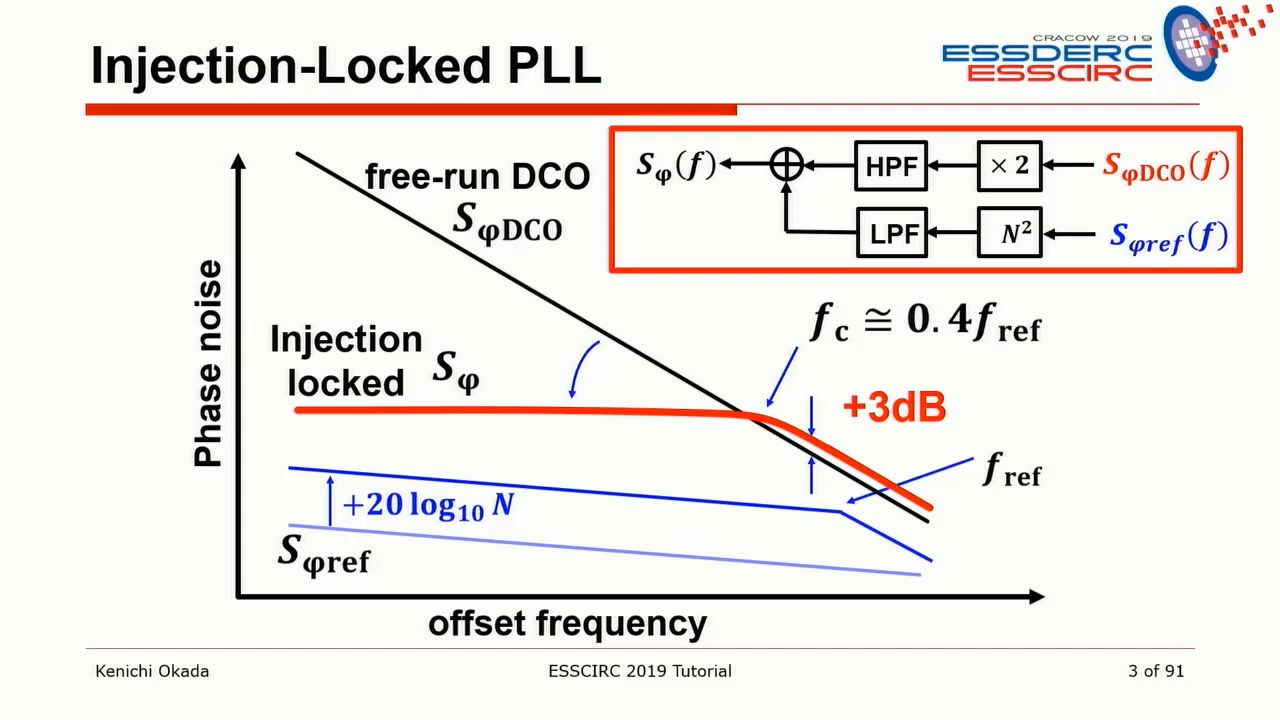 Injection-Locked PLL
CRACOW 2019
ESSDERC
ESSCIRC
free-run DCO
S_φDCO
S_φ(f)
HPF
× 2
S_φDCO(f)
LPF
N²
S_φref(f)
Phase noise
Injection
locked
S_φ
f_c ≅ 0.4f_ref
+3dB
f_ref
+20 log₁₀ N
S_φref
offset frequency
Kenichi Okada
ESSCIRC 2019 Tutorial
3 of 91